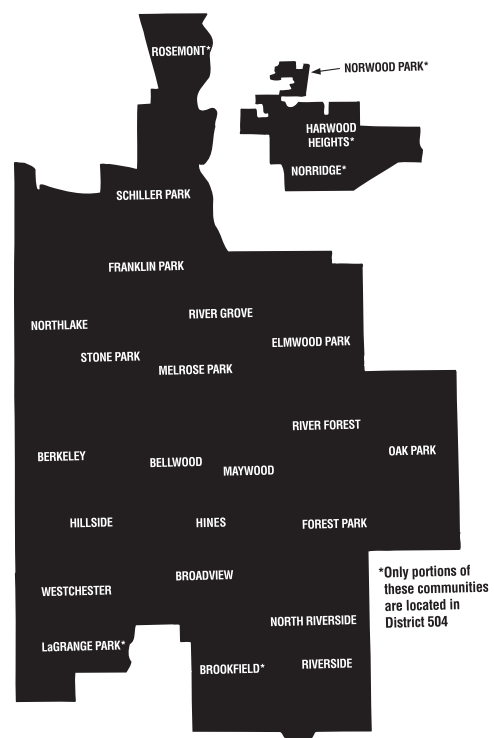 ROSEMONT*
NORWOOD PARK*
HARWOOD
HEIGHTS*
NORRIDGE*
SCHILLER PARK
FRANKLIN PARK
RIVER GROVE
NORTHLAKE
ELMWOOD PARK
STONE PARK
MELROSE PARK
RIVER FOREST
OAK PARK
BERKELEY
BELLWOOD
MAYWOOD
HILLSIDE
HINES
FOREST PARK
BROADVIEW
WESTCHESTER
*Only portions of
these communities
are located in
District 504
NORTH RIVERSIDE
LaGRANGE PARK*
BROOKFIELD*
RIVERSIDE